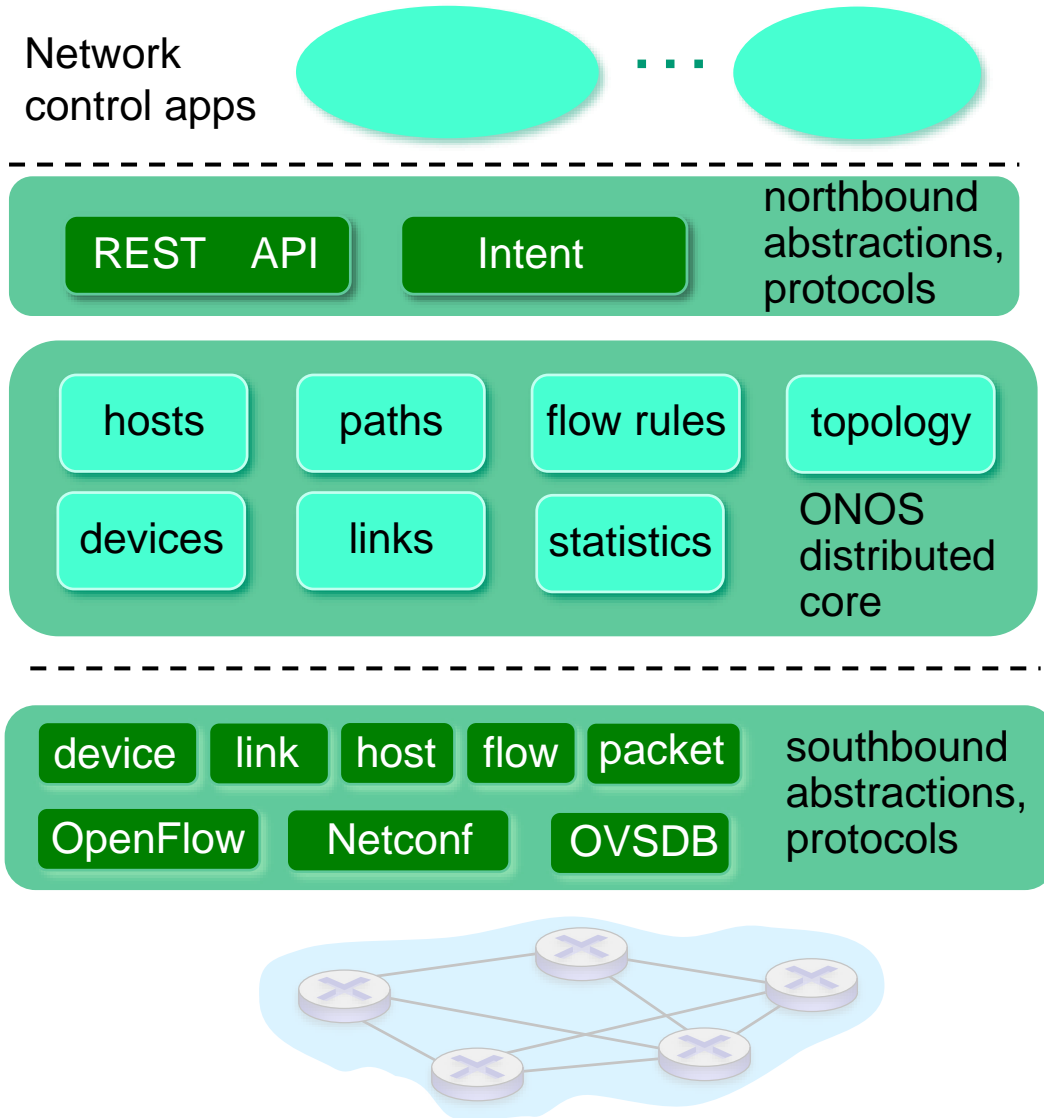 Network
control apps
. . .
REST API
Intent
northbound
abstractions,
protocols
hosts
paths
flow rules
topology
devices
links
statistics
ONOS
distributed
core
device
link
host
flow
packet
OpenFlow
Netconf
OVSDB
southbound
abstractions,
protocols